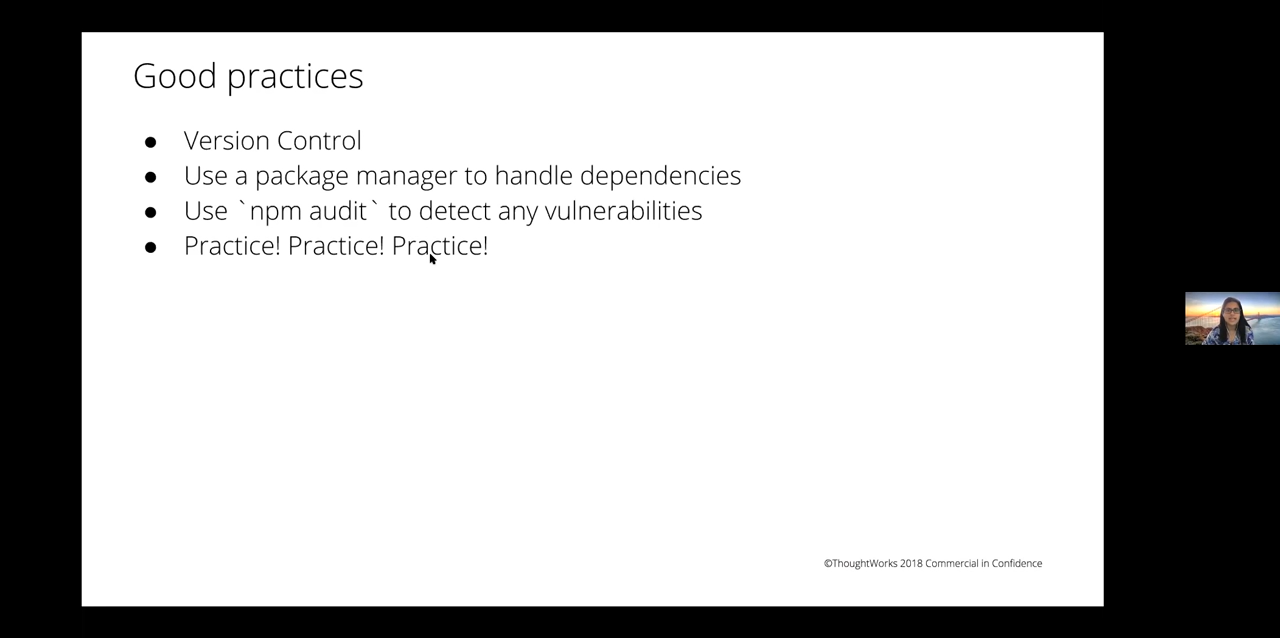 Good practices
● Version Control
● Use a package manager to handle dependencies
● Use `npm audit` to detect any vulnerabilities
● Practice! Practice! Practice!
©ThoughtWorks 2018 Commercial in Confidence